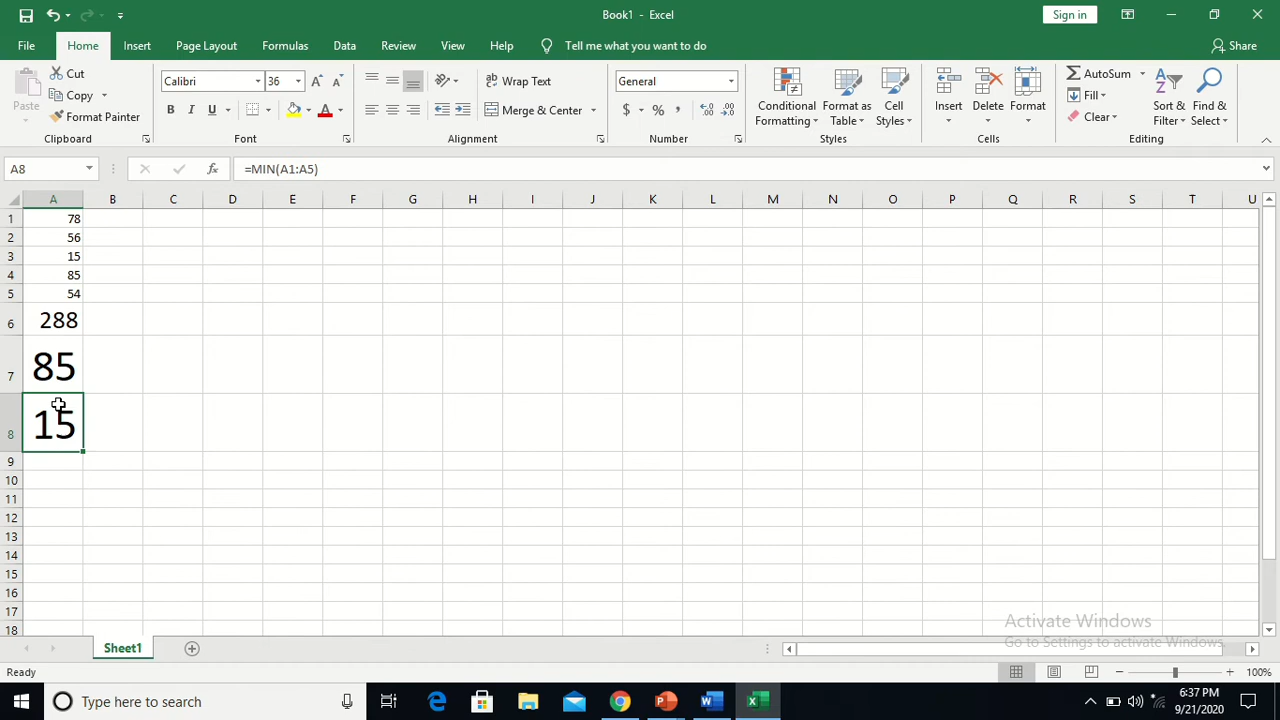 Book1 - Excel
Sign in
File Home Insert Page Layout Formulas Data Review View Help Tell me what you want to do Share
Paste
Cut
Copy
Format Painter
Clipboard
Calibri 36
B I U
Font
Wrap Text
Merge & Center
Alignment
General
$ % ,
Number
Conditional Formatting
Format as Table
Cell Styles
Styles
Insert
Delete
Format
Cells
AutoSum
Fill
Clear
Sort & Filter
Find & Select
Editing
A8 fx =MIN(A1:A5)
A B C D E F G H I J K L M N O P Q R S T U
1 78
2 56
3 15
4 85
5 54
6 288
7 85
8 15
9
10
11
12
13
14
15
16
17
18
Activate Windows
Go to Settings to activate Windows.
Sheet1
Ready
100%
Type here to search
6:37 PM
9/21/2020